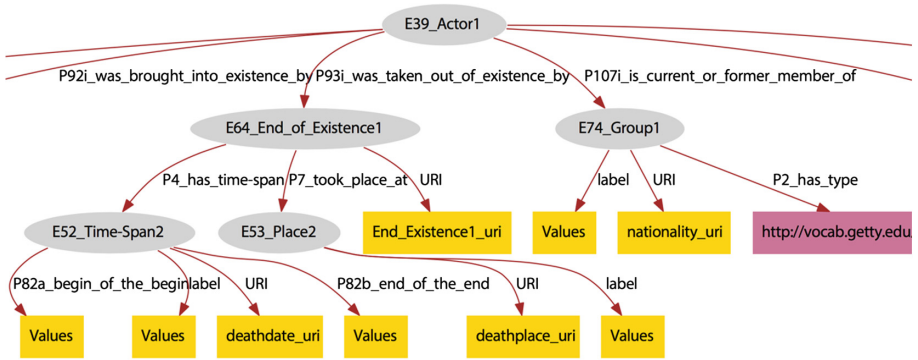 E39_Actor1
P92i_was_brought_into_existence_by
P93i_was_taken_out_of_existence_by
P107i_is_current_or_former_member_of
E64_End_of_Existence1
E74_Group1
P4_has_time-span
P7_took_place_at
URI
label
URI
P2_has_type
E52_Time-Span2
E53_Place2
End_Existence1_uri
Values
nationality_uri
http://vocab.getty.edu/
P82a_begin_of_the_begin
label
URI
P82b_end_of_the_end
URI
label
Values
Values
deathdate_uri
Values
deathplace_uri
Values